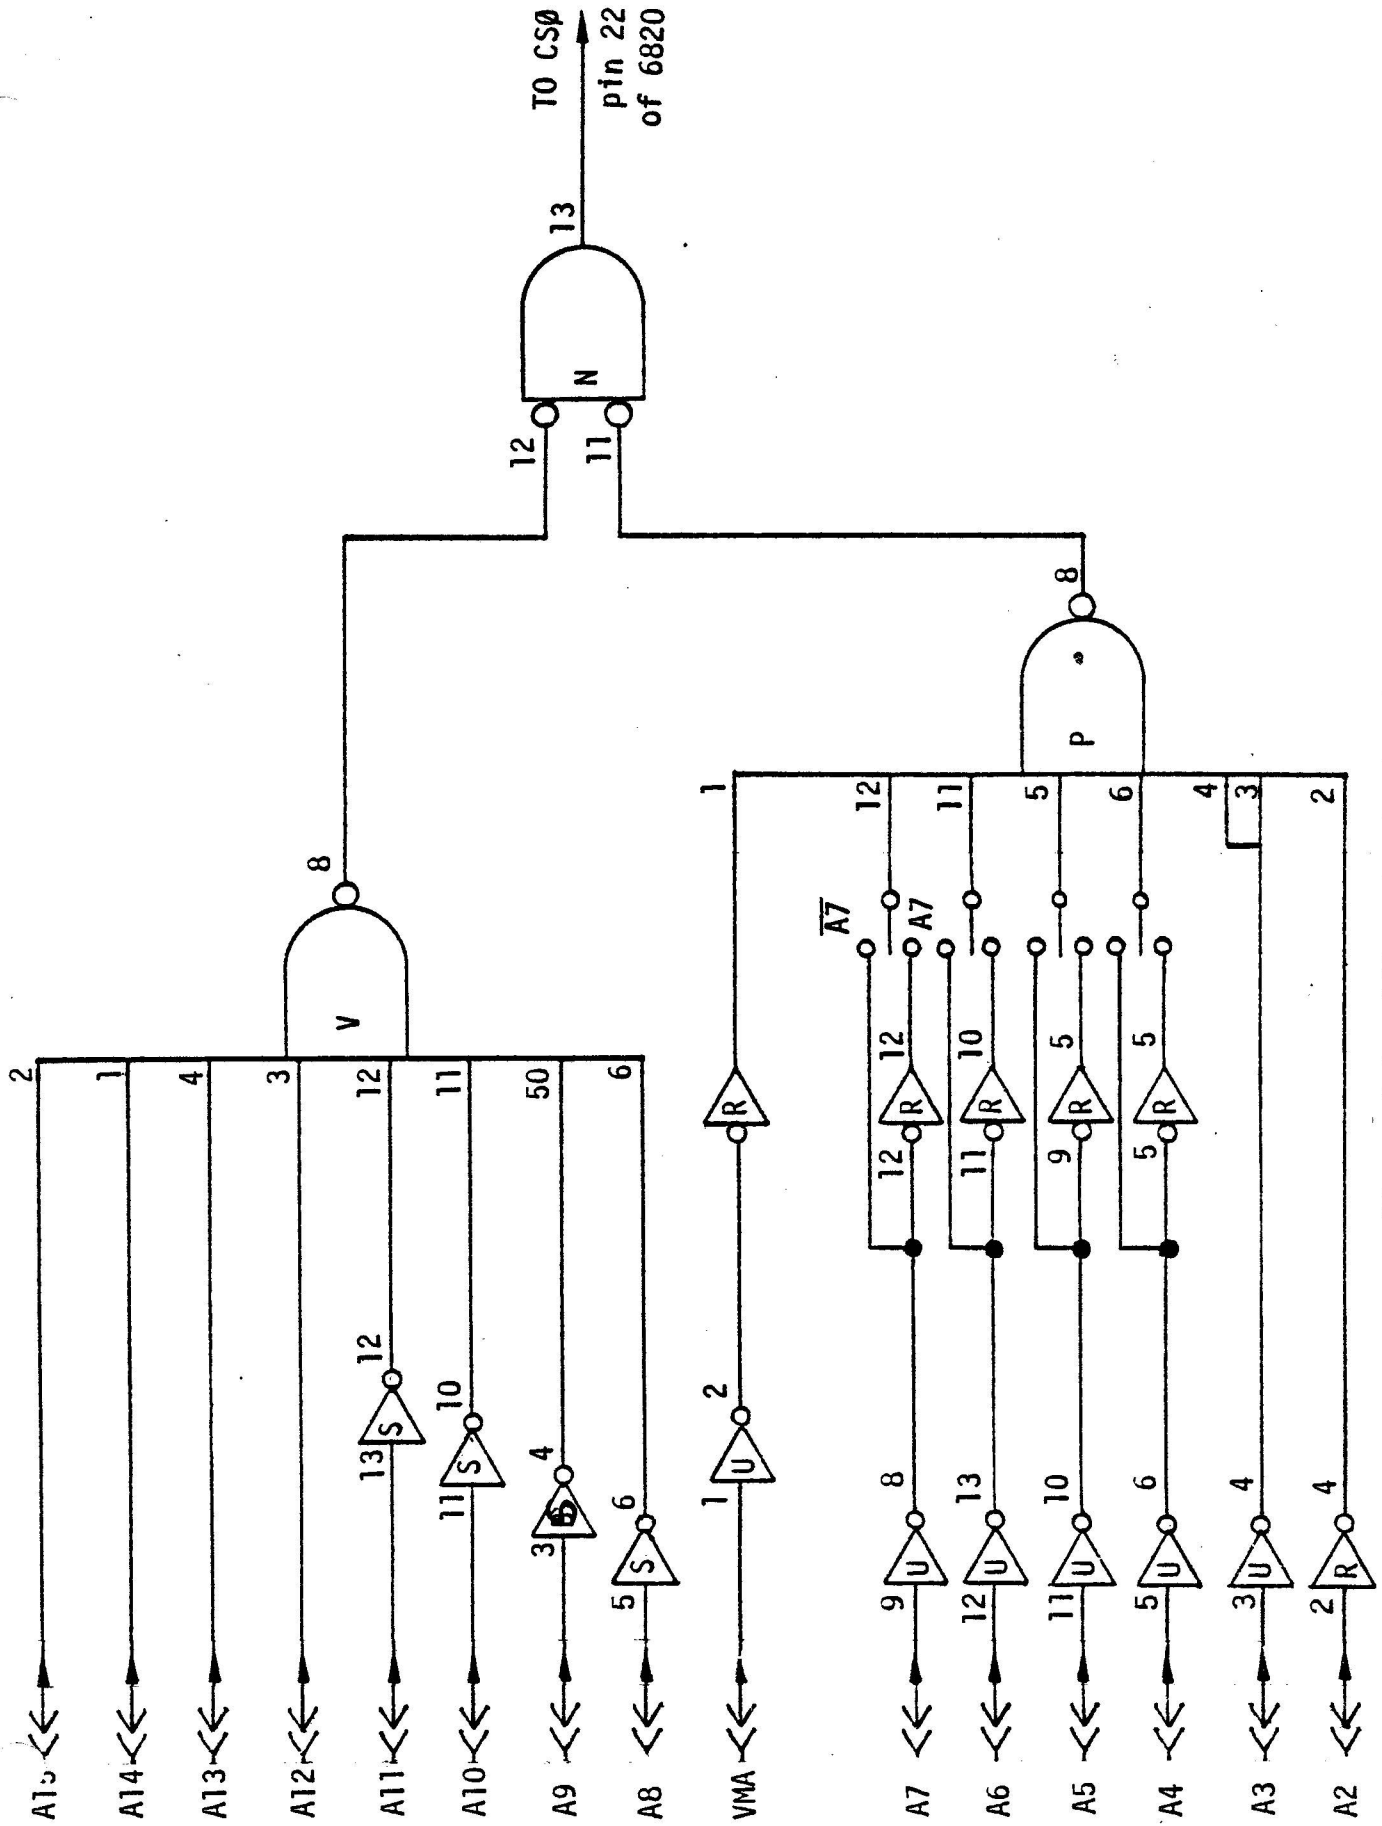 A15 2
A14 1
A13 4
A12 3
V 8
A11 13 S 12 12
A10 11 S 10 11
A9 3 4 50
A8 5 S 6 6
12
11
N 13
TO CSØ
pin 22
of 6820
VMA 1 U 2 R 1
A̅7̅
A7 9 U 8 12 R 12 12
A7
A6 12 U 13 11 R 10 11
A5 11 U 10 9 R 5 5
P 8
A4 5 U 6 5 R 5 6
4
A3 3 U 4 3
A2 2 R 4 2